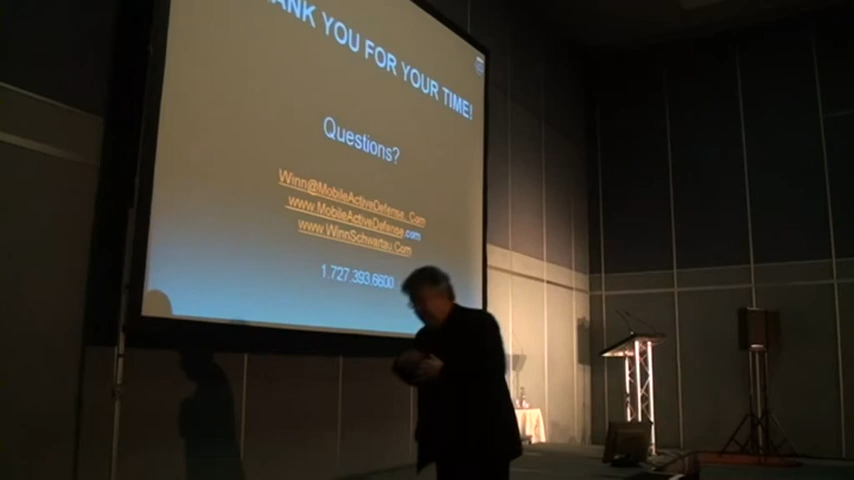 ANK YOU FOR YOUR TIME!
Questions?
Winn@MobileActiveDefense.Com
www.MobileActiveDefense.com
www.WinnSchwartau.Com
1.727.393.6600